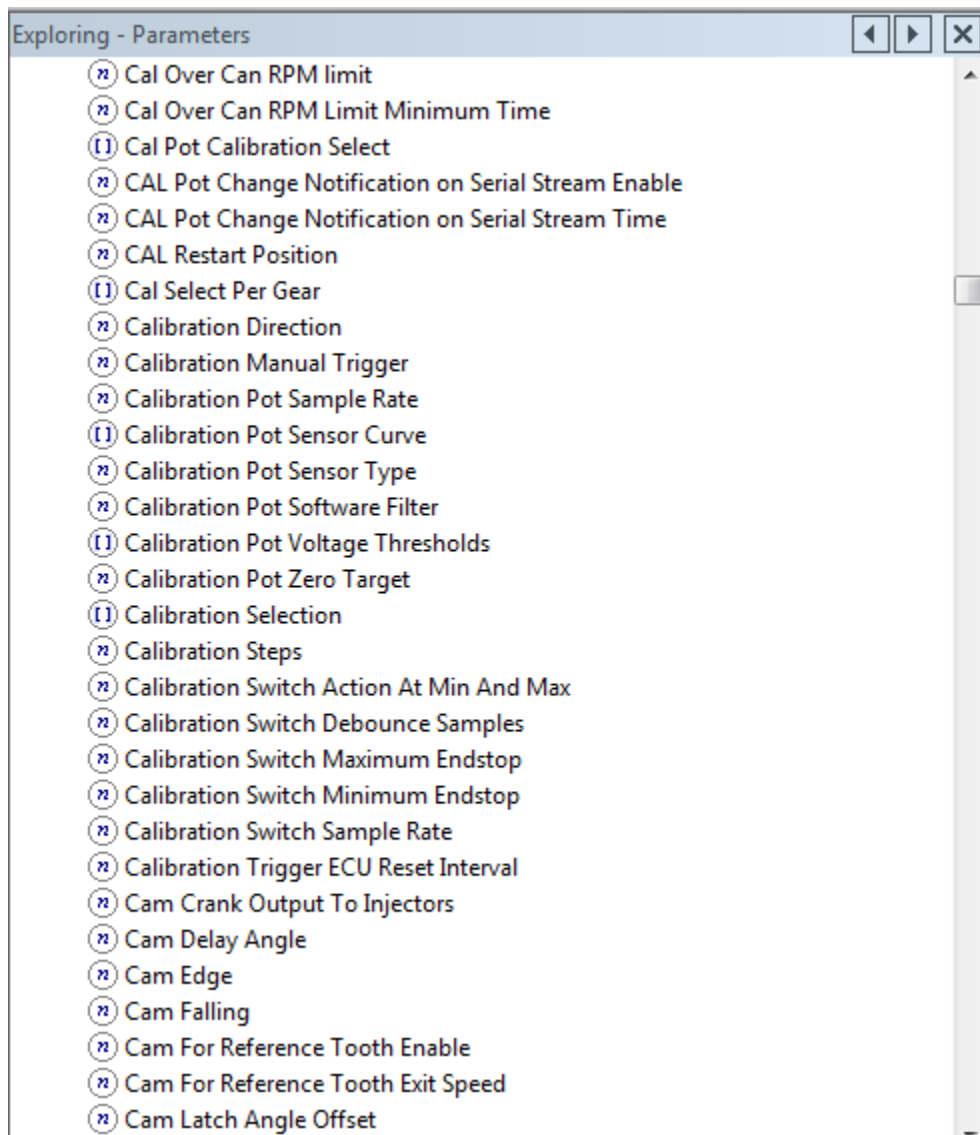 Exploring - Parameters
n Cal Over Can RPM limit
n Cal Over Can RPM Limit Minimum Time
[] Cal Pot Calibration Select
n CAL Pot Change Notification on Serial Stream Enable
n CAL Pot Change Notification on Serial Stream Time
n CAL Restart Position
[] Cal Select Per Gear
n Calibration Direction
n Calibration Manual Trigger
n Calibration Pot Sample Rate
[] Calibration Pot Sensor Curve
n Calibration Pot Sensor Type
n Calibration Pot Software Filter
[] Calibration Pot Voltage Thresholds
n Calibration Pot Zero Target
[] Calibration Selection
n Calibration Steps
n Calibration Switch Action At Min And Max
n Calibration Switch Debounce Samples
n Calibration Switch Maximum Endstop
n Calibration Switch Minimum Endstop
n Calibration Switch Sample Rate
n Calibration Trigger ECU Reset Interval
n Cam Crank Output To Injectors
n Cam Delay Angle
n Cam Edge
n Cam Falling
n Cam For Reference Tooth Enable
n Cam For Reference Tooth Exit Speed
n Cam Latch Angle Offset